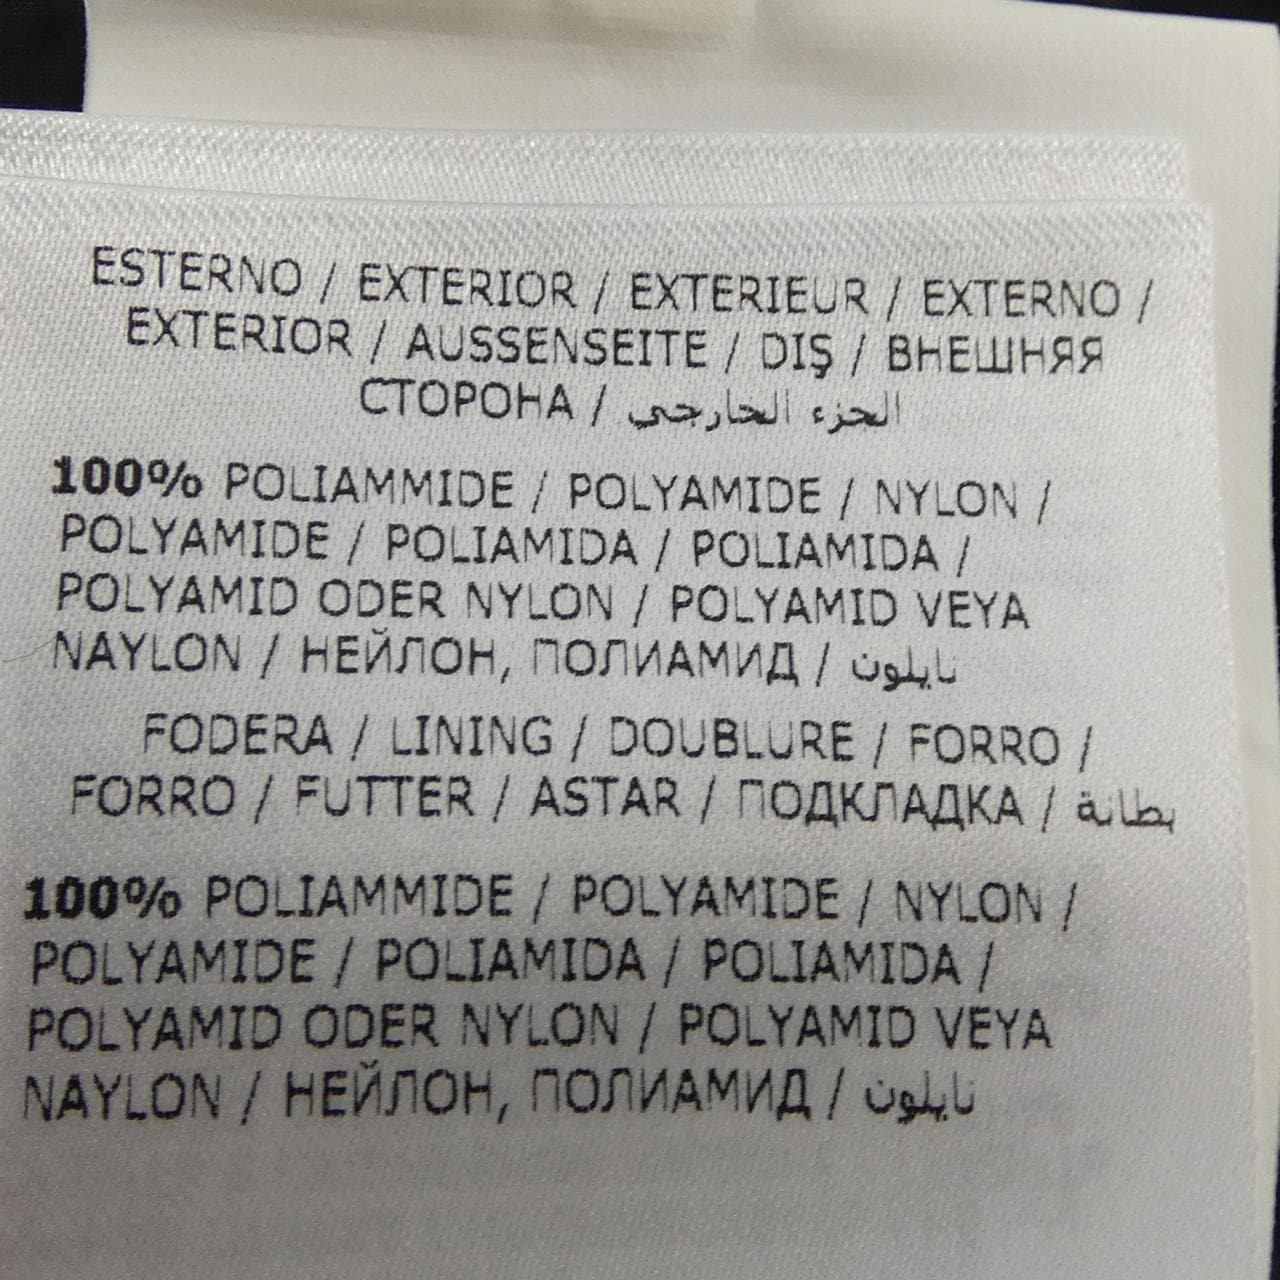 ESTERNO / EXTERIOR / EXTERIEUR / EXTERNO /
EXTERIOR / AUSSENSEITE / DIŞ / ВНЕШНЯЯ
СТОРОНА / الجزء الخارجي
100% POLIAMMIDE / POLYAMIDE / NYLON /
POLYAMIDE / POLIAMIDA / POLIAMIDA /
POLYAMID ODER NYLON / POLYAMID VEYA
NAYLON / НЕЙЛОН, ПОЛИАМИД / نايلون
FODERA / LINING / DOUBLURE / FORRO /
FORRO / FUTTER / ASTAR / ПОДКЛАДКА / بطانة
100% POLIAMMIDE / POLYAMIDE / NYLON /
POLYAMIDE / POLIAMIDA / POLIAMIDA /
POLYAMID ODER NYLON / POLYAMID VEYA
NAYLON / НЕЙЛОН, ПОЛИАМИД / نايلون